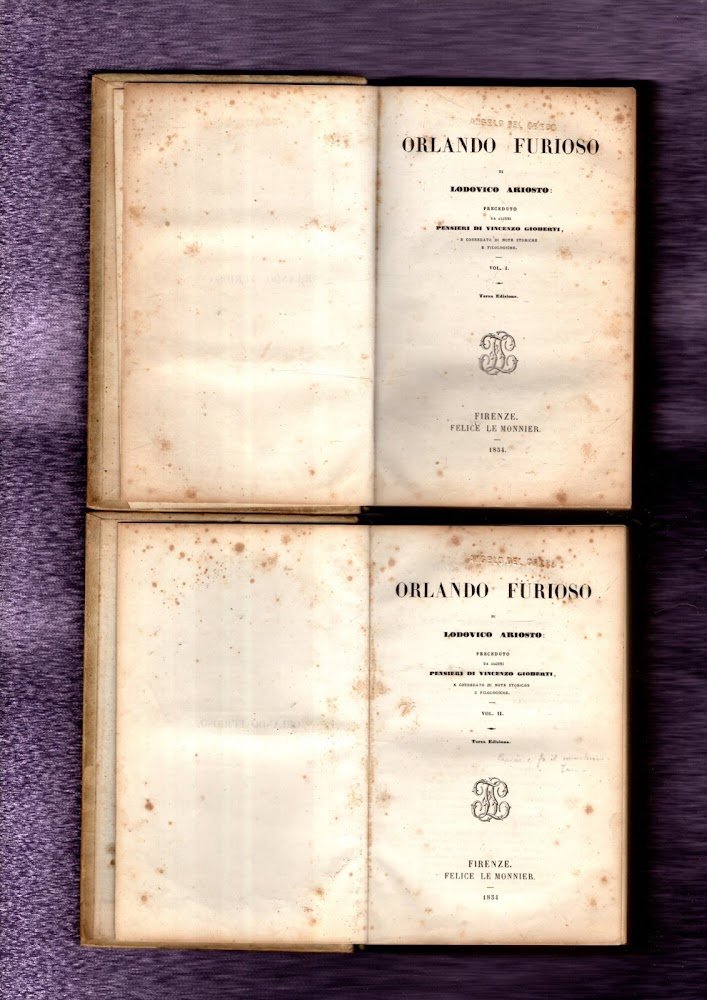 ORLANDO FURIOSO
DI
LODOVICO ARIOSTO:
PRECEDUTO
DA ALCUNI
PENSIERI DI VINCENZO GIOBERTI,
E CORREDATO DI NOTE STORICHE
E FILOLOGICHE.
VOL. I.
Terza Edizione.
FIRENZE.
FELICE LE MONNIER.
1854.
ORLANDO FURIOSO
DI
LODOVICO ARIOSTO:
PRECEDUTO
DA ALCUNI
PENSIERI DI VINCENZO GIOBERTI,
E CORREDATO DI NOTE STORICHE
E FILOLOGICHE.
VOL. II.
Terza Edizione.
FIRENZE.
FELICE LE MONNIER.
1854